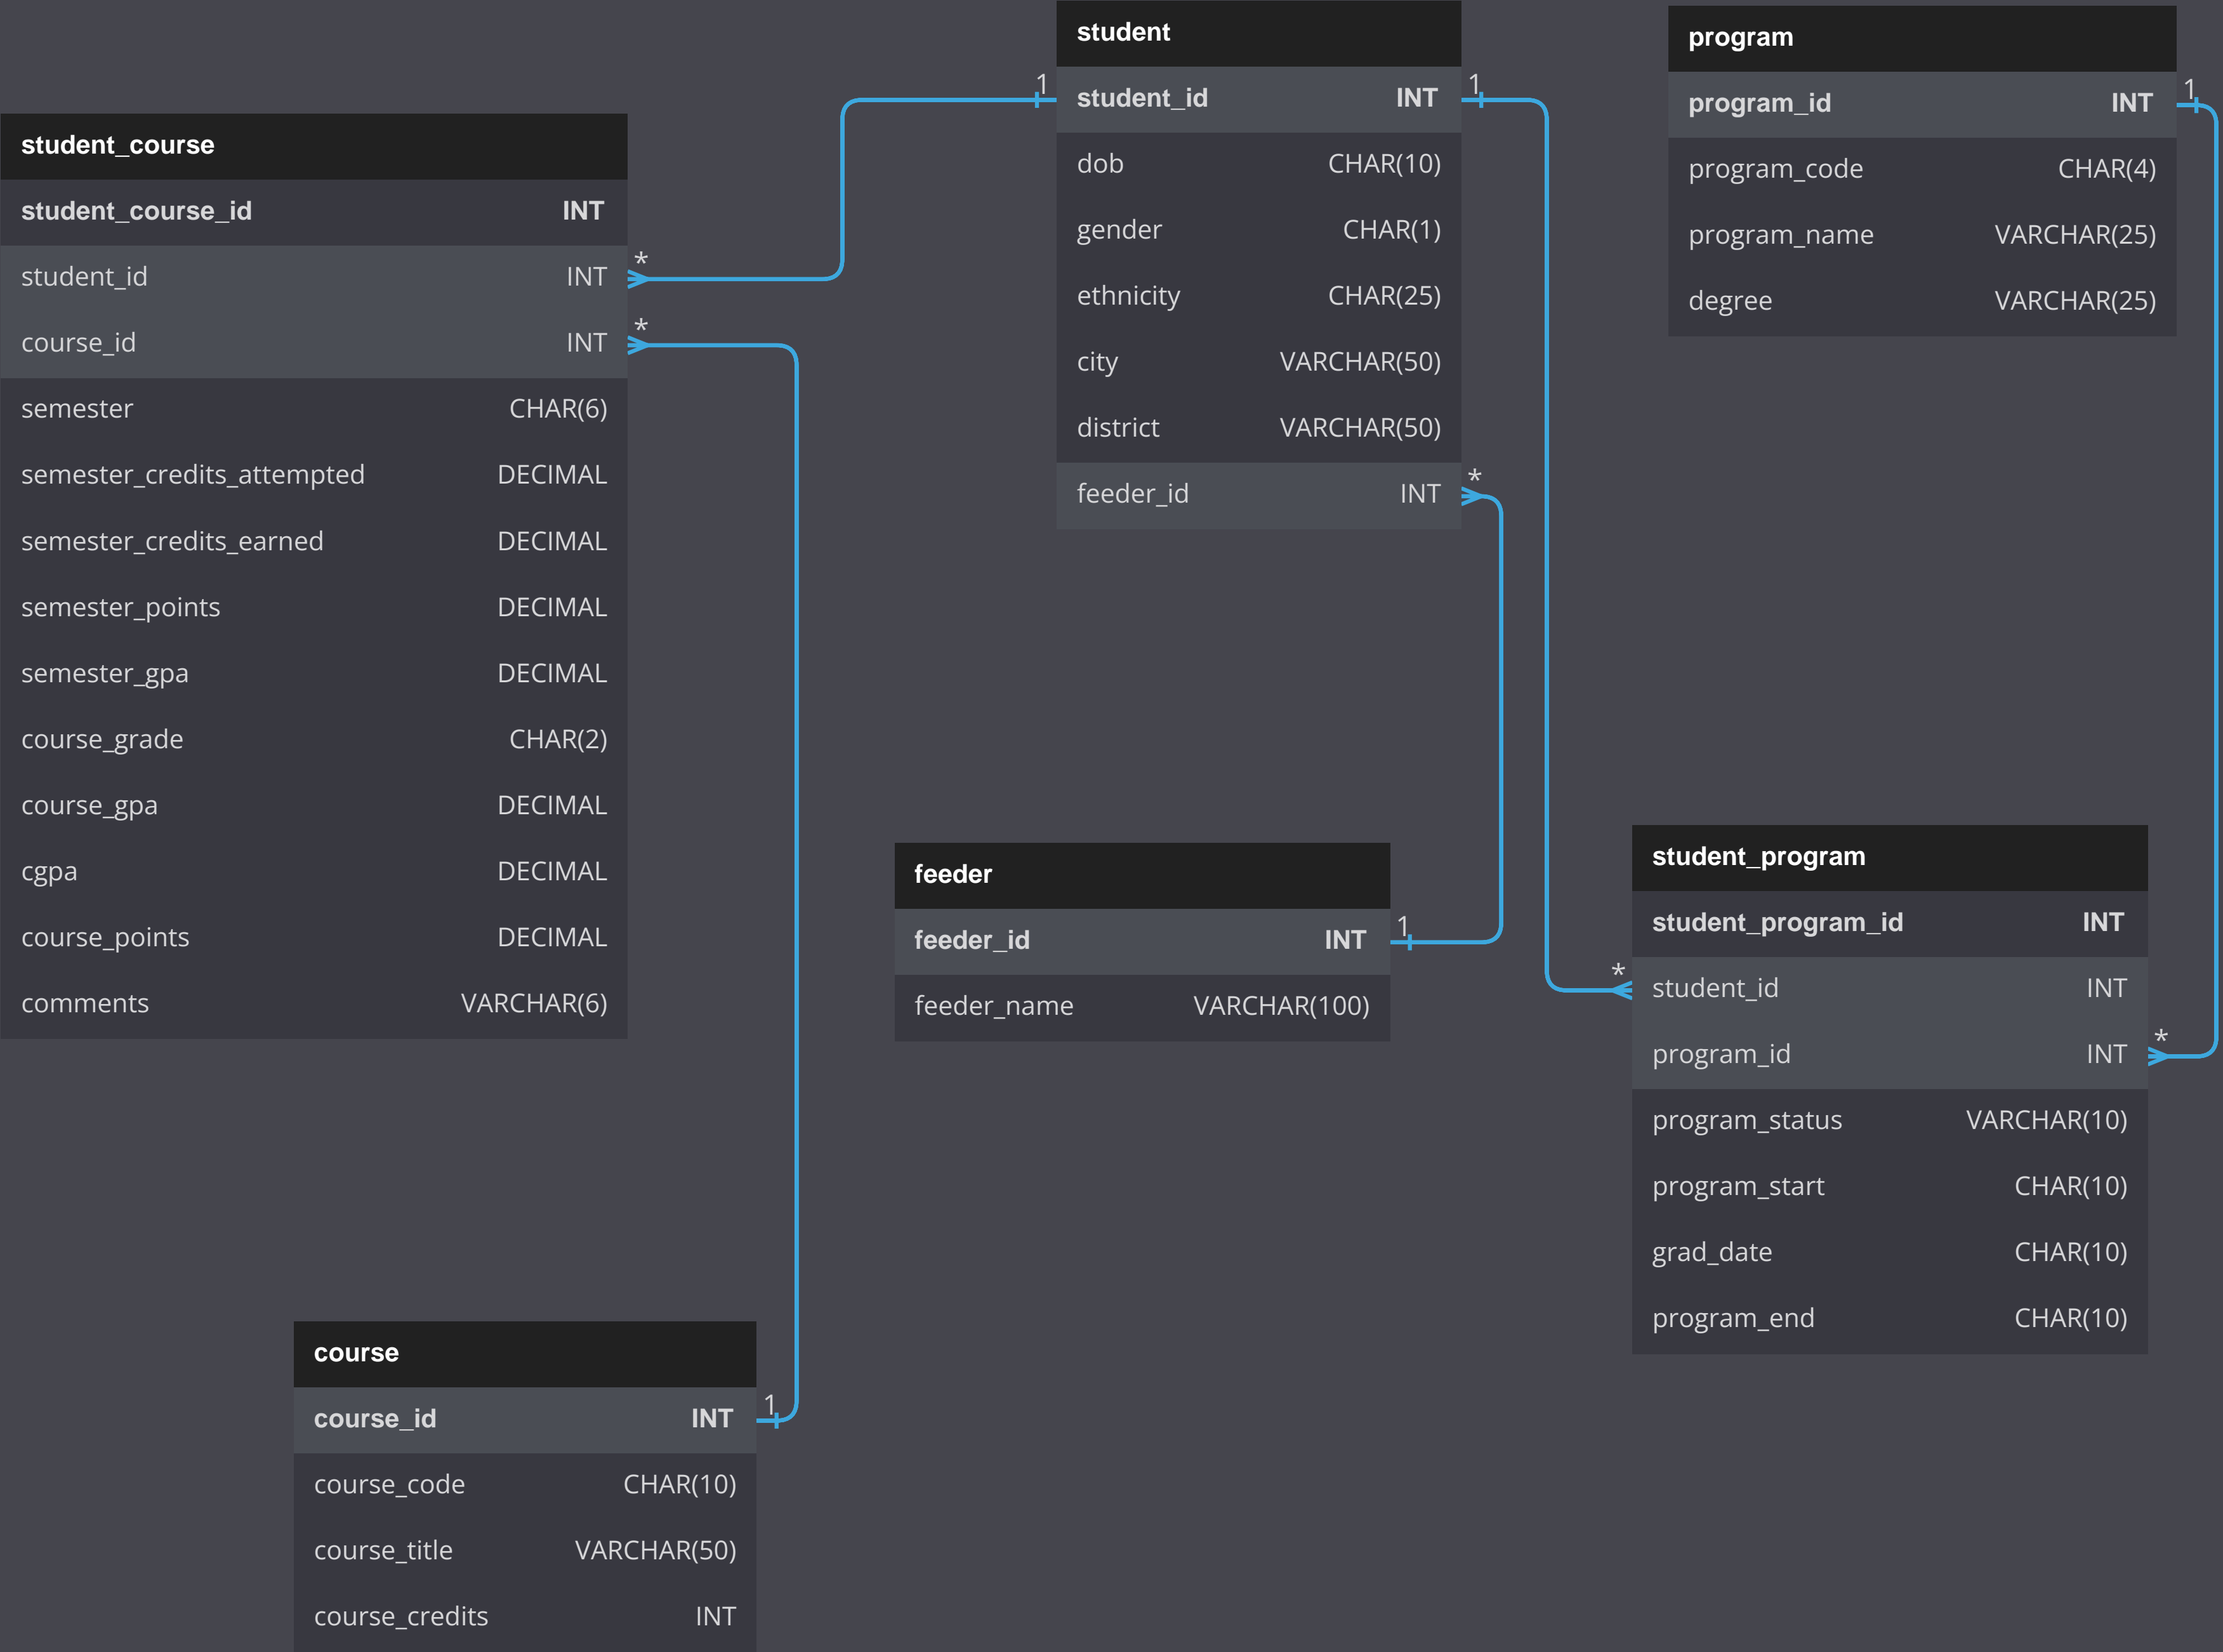 student
1
student_id INT
1
dob CHAR(10)
gender CHAR(1)
ethnicity CHAR(25)
city VARCHAR(50)
district VARCHAR(50)
feeder_id INT
*
program
program_id INT
1
program_code CHAR(4)
program_name VARCHAR(25)
degree VARCHAR(25)
student_course
student_course_id INT
student_id INT
*
course_id INT
*
semester CHAR(6)
semester_credits_attempted DECIMAL
semester_credits_earned DECIMAL
semester_points DECIMAL
semester_gpa DECIMAL
course_grade CHAR(2)
course_gpa DECIMAL
cgpa DECIMAL
course_points DECIMAL
comments VARCHAR(6)
feeder
feeder_id INT
1
feeder_name VARCHAR(100)
student_program
student_program_id INT
*
student_id INT
program_id INT
*
program_status VARCHAR(10)
program_start CHAR(10)
grad_date CHAR(10)
program_end CHAR(10)
course
course_id INT
1
course_code CHAR(10)
course_title VARCHAR(50)
course_credits INT